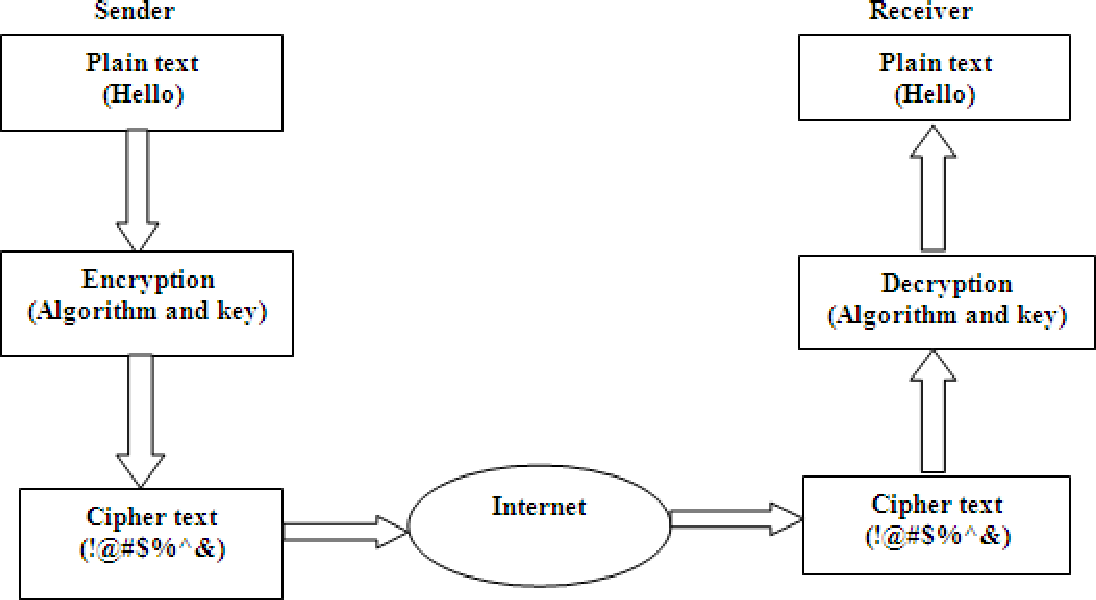 Sender
Plain text
(Hello)
Encryption
(Algorithm and key)
Cipher text
(!@#$%^&)
Internet
Receiver
Plain text
(Hello)
Decryption
(Algorithm and key)
Cipher text
(!@#$%^&)